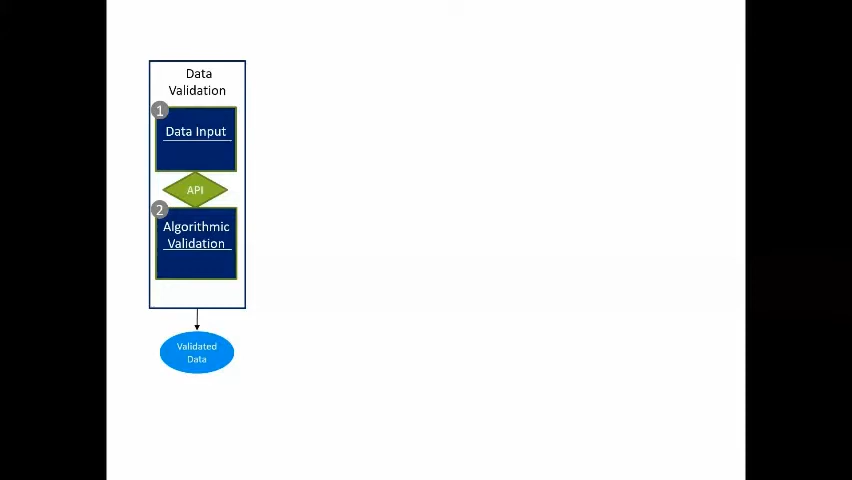 Data
Validation
1
Data Input
API
2
Algorithmic
Validation
Validated
Data